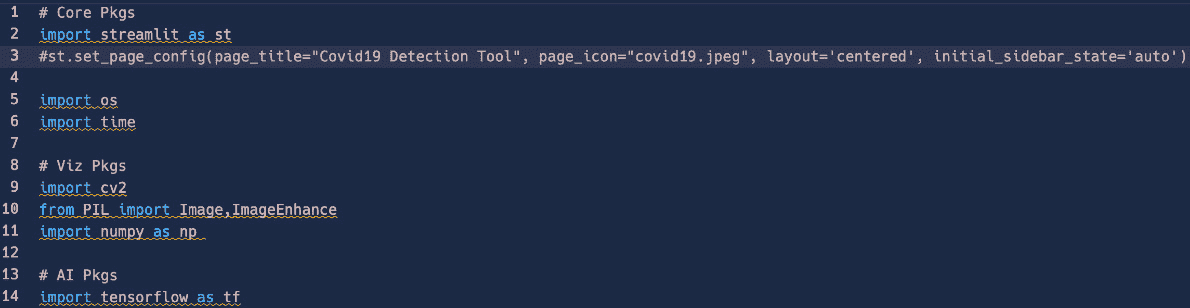 1 # Core Pkgs
2 import streamlit as st
3 #st.set_page_config(page_title="Covid19 Detection Tool", page_icon="covid19.jpeg", layout='centered', initial_sidebar_state='auto')
4
5 import os
6 import time
7
8 # Viz Pkgs
9 import cv2
10 from PIL import Image,ImageEnhance
11 import numpy as np
12
13 # AI Pkgs
14 import tensorflow as tf